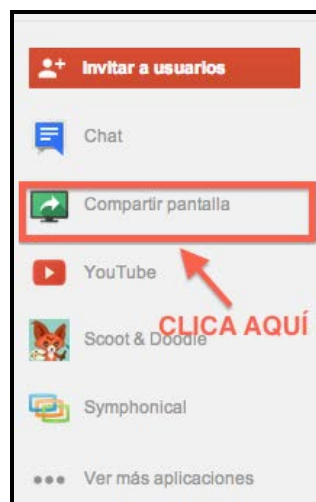 Invitar a usuarios
Chat
Compartir pantalla
YouTube
CLICA AQUÍ
Scoot & Doodle
Symphonical
Ver más aplicaciones